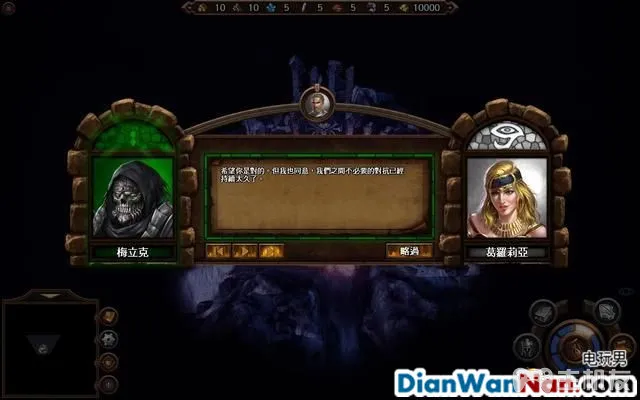 10 10 5 5 5 5 10000
希望你是對的。但我也同意，我們之間不必要的對抗已經
持續太久了。
梅立克
略過
葛羅莉亞
电玩男
DianWanNan.com